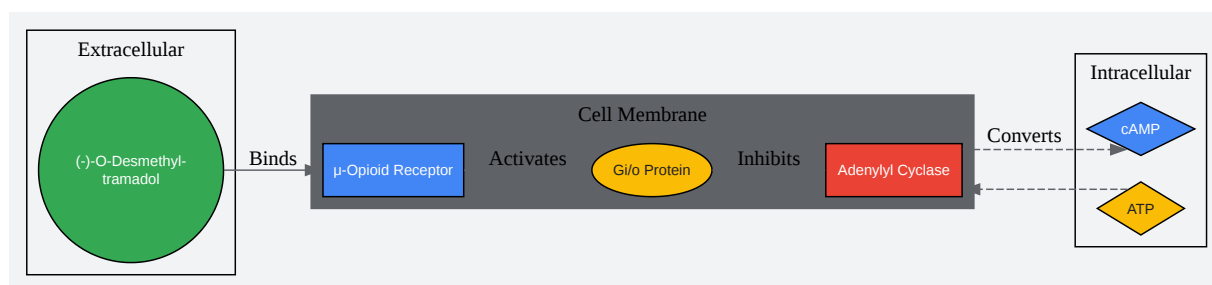 Extracellular
(-)-O-Desmethyl-
tramadol
Binds
Cell Membrane
μ-Opioid Receptor
Activates
Gi/o Protein
Inhibits
Adenylyl Cyclase
Converts
Intracellular
cAMP
ATP